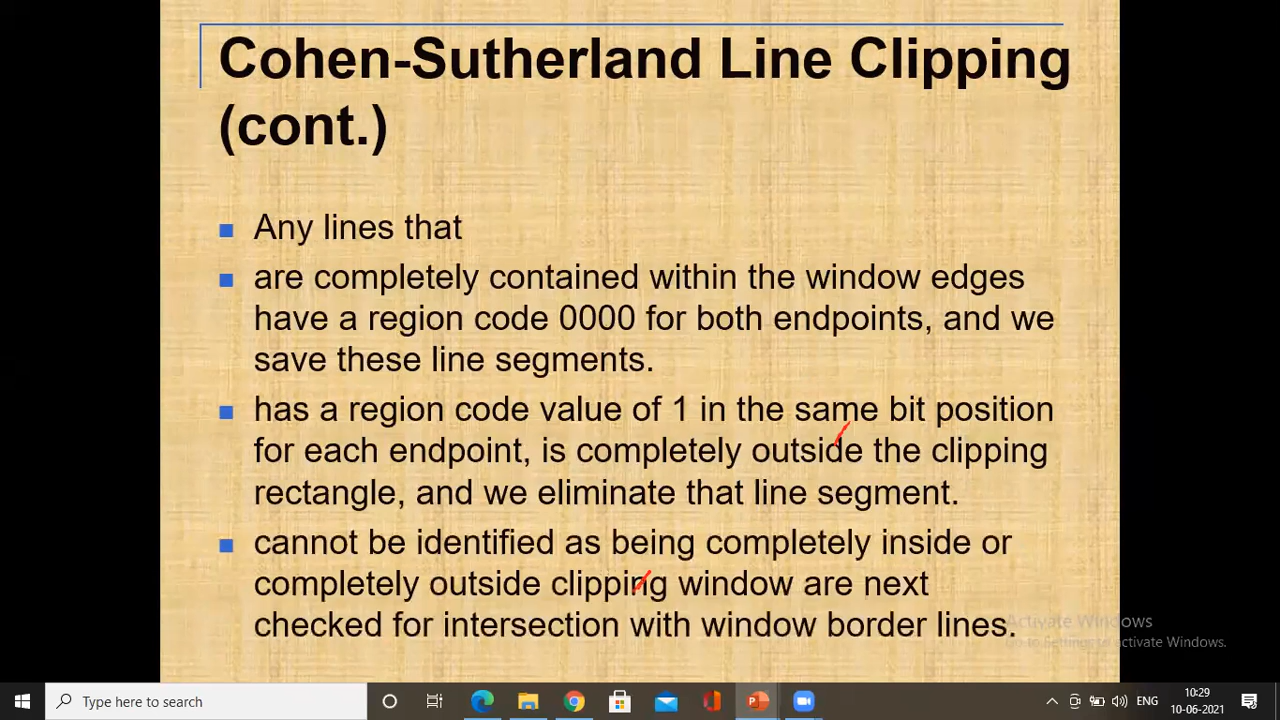 Cohen-Sutherland Line Clipping
(cont.)
Any lines that
are completely contained within the window edges
have a region code 0000 for both endpoints, and we
save these line segments.
has a region code value of 1 in the same bit position
for each endpoint, is completely outside the clipping
rectangle, and we eliminate that line segment.
cannot be identified as being completely inside or
completely outside clipping window are next
checked for intersection with window border lines.
Activate Windows
Go to Settings to activate Windows.
Type here to search
ENG
10:29
10-06-2021